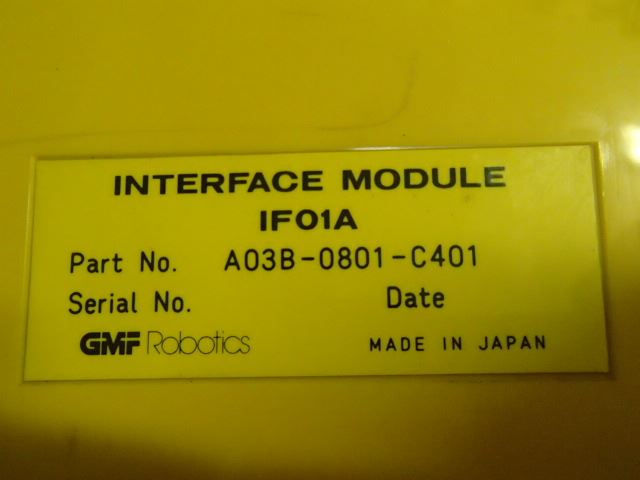 INTERFACE MODULE
IF01A
Part No. A03B-0801-C401
Serial No. Date
GMF Robotics MADE IN JAPAN